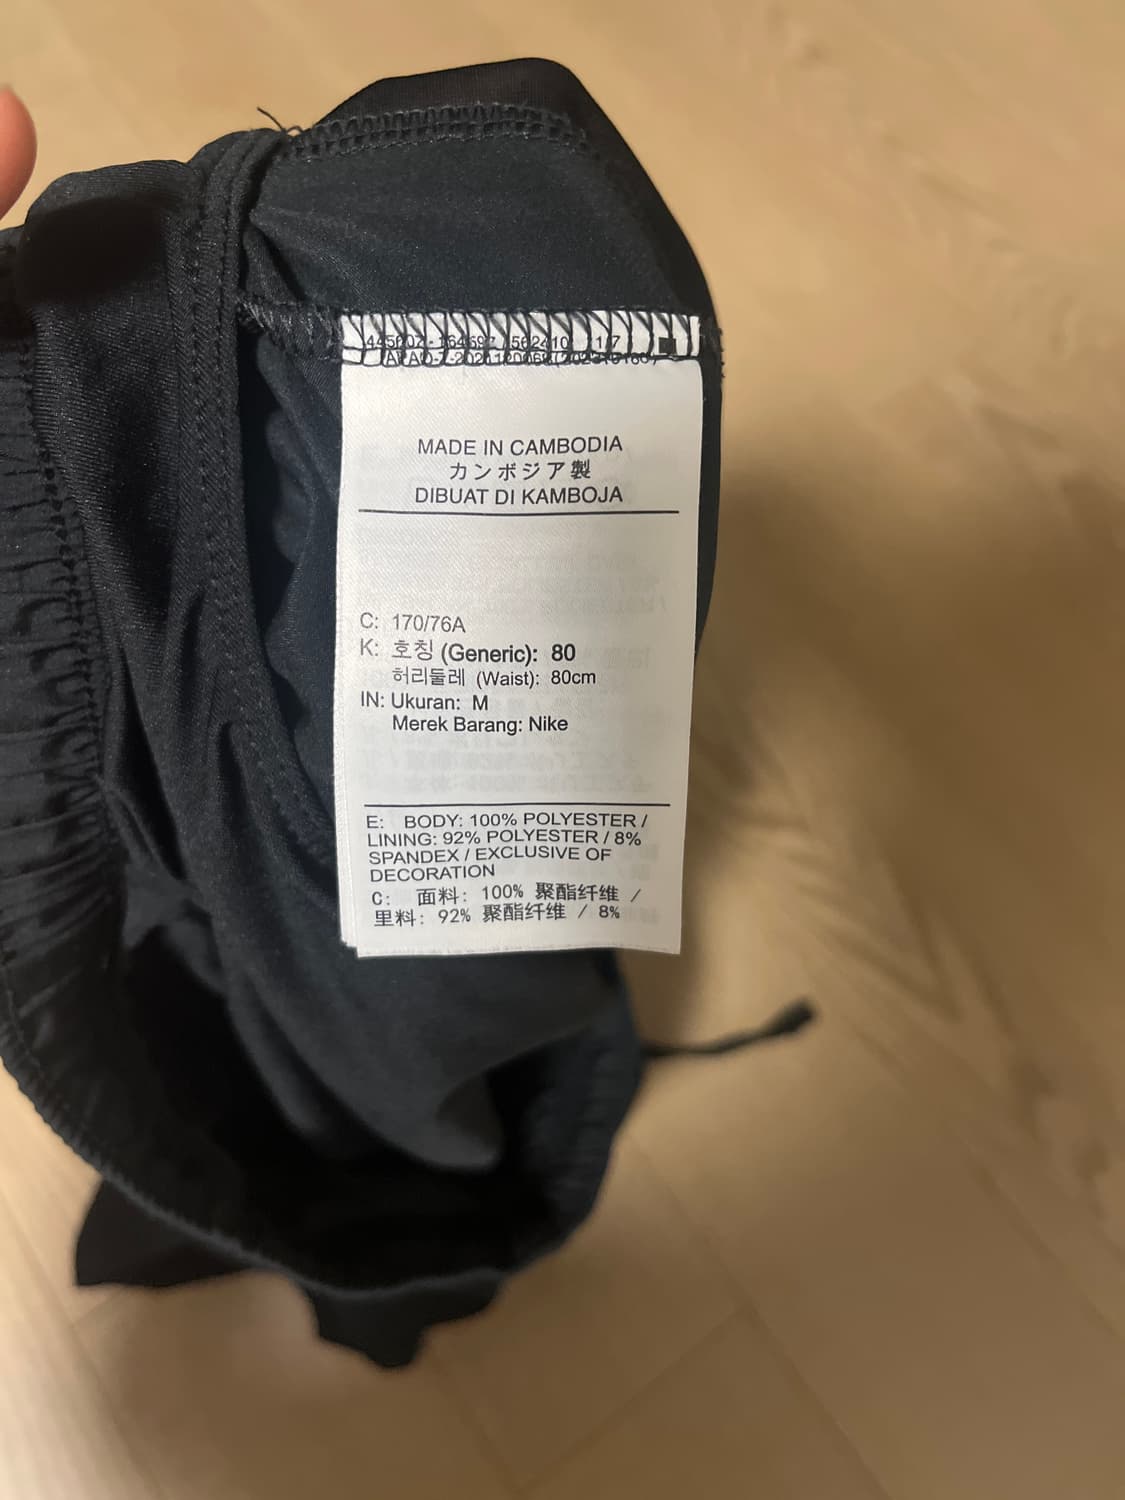 MADE IN CAMBODIA
カンボジア製
DIBUAT DI KAMBOJA
C: 170/76A
K: 호칭 (Generic): 80
허리둘레 (Waist): 80cm
IN: Ukuran: M
Merek Barang: Nike
E: BODY: 100% POLYESTER /
LINING: 92% POLYESTER / 8%
SPANDEX / EXCLUSIVE OF
DECORATION
C: 面料: 100% 聚酯纤维 /
里料: 92% 聚酯纤维 / 8%